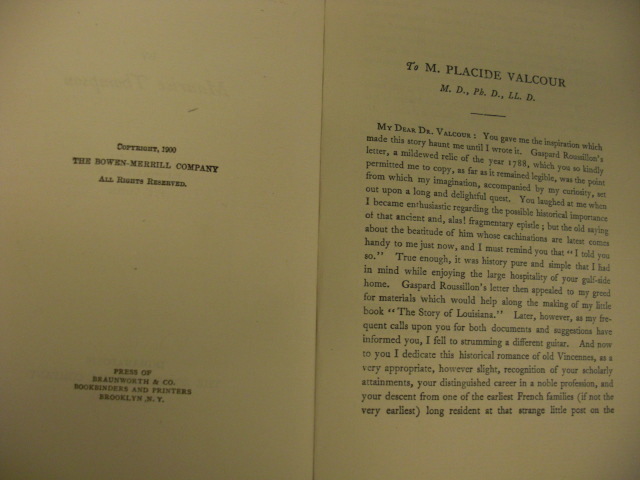 COPYRIGHT, 1900
THE BOWEN-MERRILL COMPANY
ALL RIGHTS RESERVED.
PRESS OF
BRAUNWORTH & CO.
BOOKBINDERS AND PRINTERS
BROOKLYN, N. Y.
To M. PLACIDE VALCOUR
M. D., Ph. D., LL. D.
MY DEAR DR. VALCOUR: You gave me the inspiration which
made this story haunt me until I wrote it. Gaspard Roussillon's
letter, a mildewed relic of the year 1788, which you so kindly
permitted me to copy, as far as it remained legible, was the point
from which my imagination, accompanied by my curiosity, set
out upon a long and delightful quest. You laughed at me when
I became enthusiastic regarding the possible historical importance
of that ancient and, alas! fragmentary epistle; but the old saying
about the beatitude of him whose cachinations are latest comes
handy to me just now, and I must remind you that "I told you
so." True enough, it was history pure and simple that I had
in mind while enjoying the large hospitality of your gulf-side
home. Gaspard Roussillon's letter then appealed to my greed
for materials which would help along the making of my little
book "The Story of Louisiana." Later, however, as my fre-
quent calls upon you for both documents and suggestions have
informed you, I fell to strumming a different guitar. And now
to you I dedicate this historical romance of old Vincennes, as a
very appropriate, however slight, recognition of your scholarly
attainments, your distinguished career in a noble profession, and
your descent from one of the earliest French families (if not the
very earliest) long resident at that strange little post on the